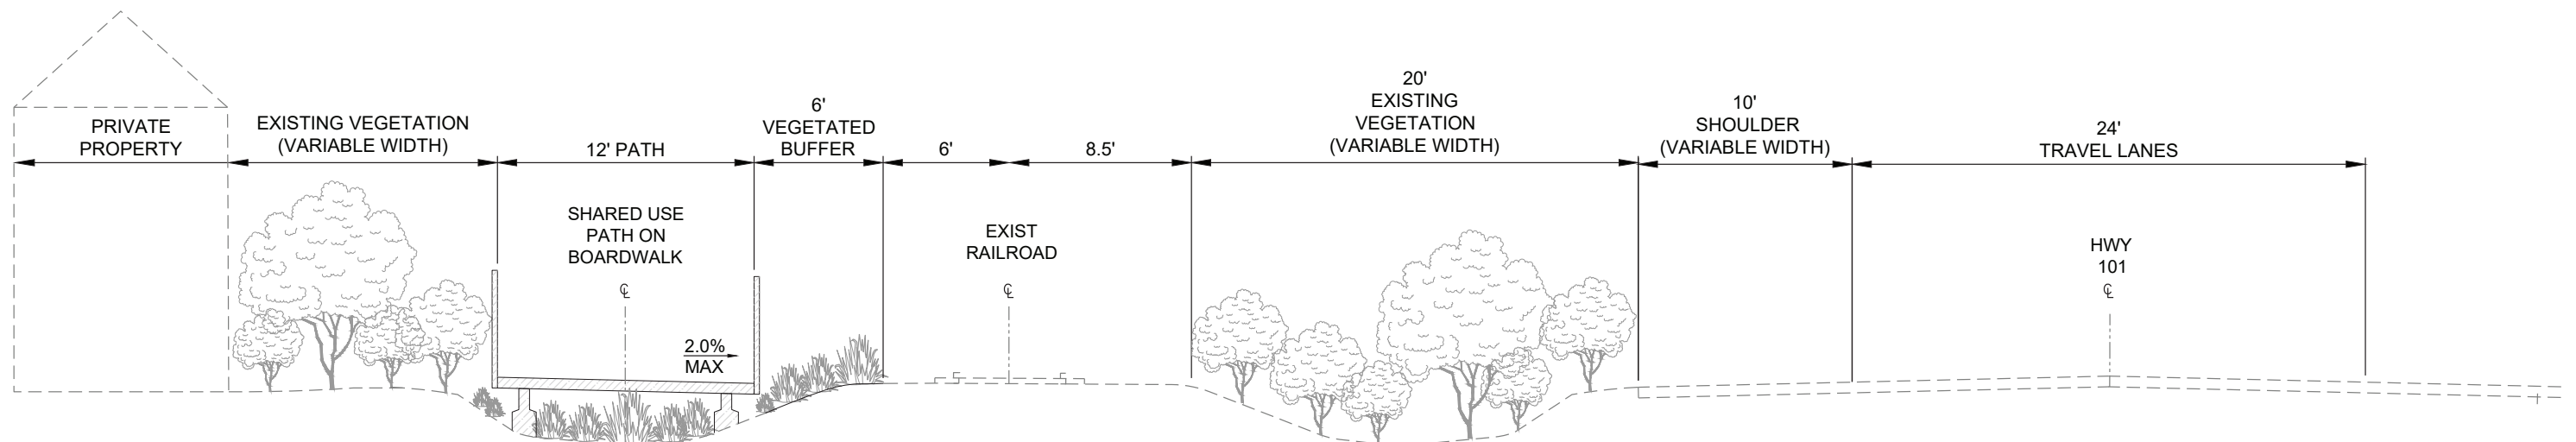 PRIVATE
PROPERTY
EXISTING VEGETATION
(VARIABLE WIDTH)
12' PATH
6'
VEGETATED
BUFFER
6'
8.5'
20'
EXISTING
VEGETATION
(VARIABLE WIDTH)
10'
SHOULDER
(VARIABLE WIDTH)
24'
TRAVEL LANES
SHARED USE
PATH ON
BOARDWALK
℄
2.0%
MAX
EXIST
RAILROAD
℄
HWY
101
℄